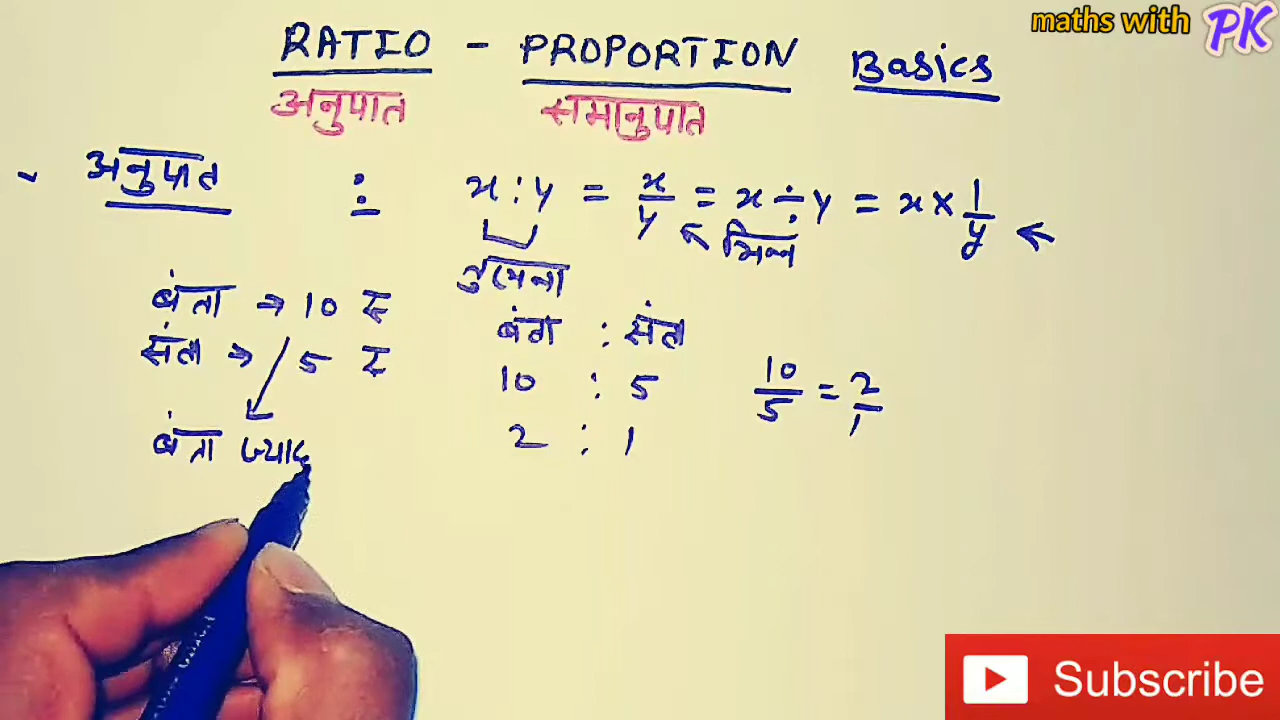 maths with PK
RATIO - PROPORTION Basics
अनुपात समानुपात
- अनुपात : x : y = x/y = x ÷ y = x × 1/y ←
← भिन्न
तुलना
बंता → 10 रु
बंता : संता
संता → 5 रु
10 : 5
10/5 = 2/1
2 : 1
बंता ज्याद
Subscribe